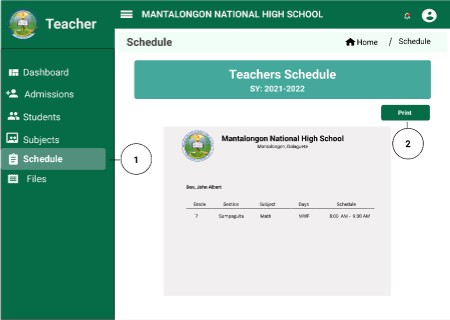 Teacher
MANTALONGON NATIONAL HIGH SCHOOL
Schedule
Home / Schedule
Dashboard
Admissions
Students
Subjects
Schedule
Files
Teachers Schedule
SY: 2021-2022
Print
1
2
Mantalongon National High School
Mantalongon, Dalaguete
John Albert
Grade Section Subject Days Schedule
7 Sampaguita Math MWF 8:00 AM - 9:30 AM